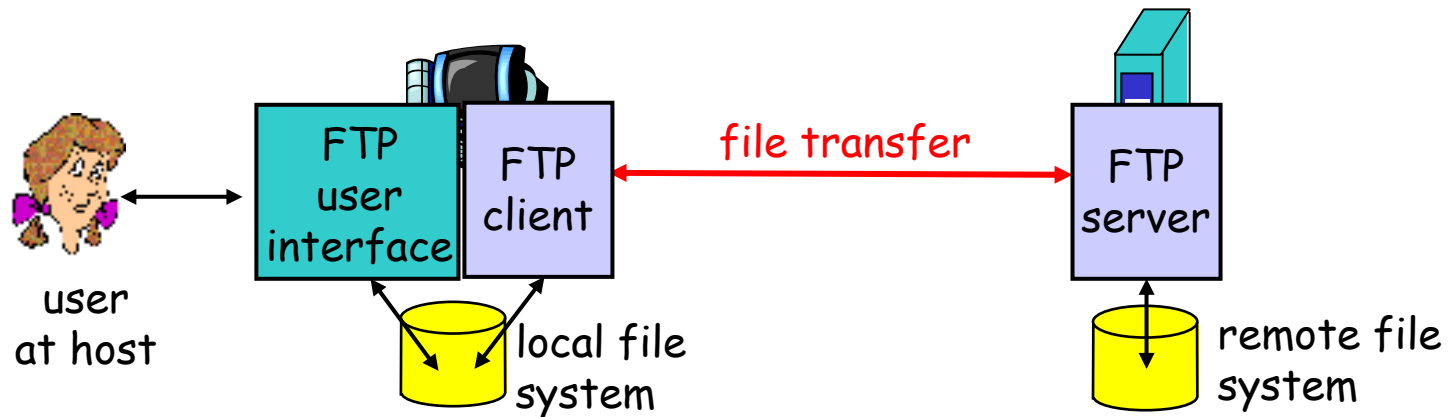 user
at host
FTP
user
interface
FTP
client
local file
system
file transfer
FTP
server
remote file
system